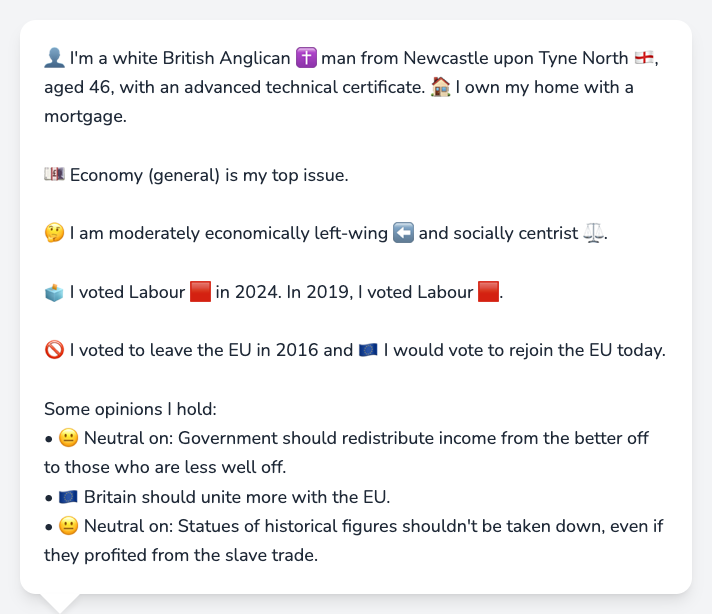 👤 I'm a white British Anglican ✝️ man from Newcastle upon Tyne North 🏴󠁧󠁢󠁥󠁮󠁧󠁿,
aged 46, with an advanced technical certificate. 🏠 I own my home with a
mortgage.
💷 Economy (general) is my top issue.
🤔 I am moderately economically left-wing ⬅️ and socially centrist ⚖️.
🗳️ I voted Labour 🟥 in 2024. In 2019, I voted Labour 🟥.
🚫 I voted to leave the EU in 2016 and 🇪🇺 I would vote to rejoin the EU today.
Some opinions I hold:
• 😐 Neutral on: Government should redistribute income from the better off
to those who are less well off.
• 🇪🇺 Britain should unite more with the EU.
• 😐 Neutral on: Statues of historical figures shouldn't be taken down, even if
they profited from the slave trade.